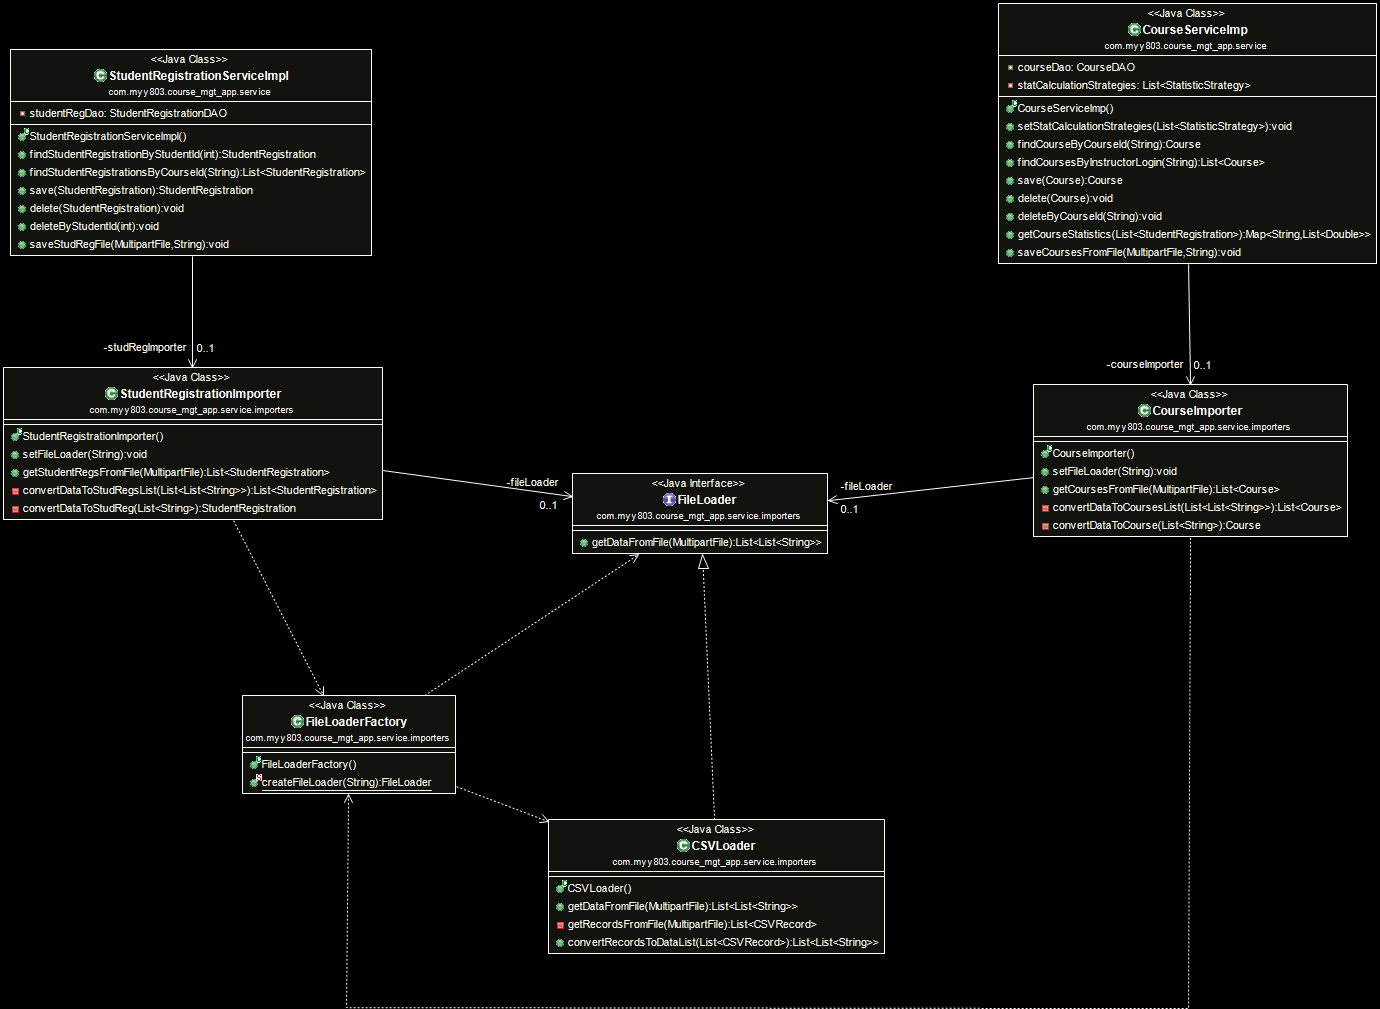 <<Java Class>>
StudentRegistrationServiceImpl
com.myy803.course_mgt_app.service
studentRegDao: StudentRegistrationDAO
StudentRegistrationServiceImpl()
findStudentRegistrationByStudentId(int):StudentRegistration
findStudentRegistrationsByCourseId(String):List<StudentRegistration>
save(StudentRegistration):StudentRegistration
delete(StudentRegistration):void
deleteByStudentId(int):void
saveStudRegFile(MultipartFile,String):void
<<Java Class>>
CourseServiceImp
com.myy803.course_mgt_app.service
courseDao: CourseDAO
statCalculationStrategies: List<StatisticStrategy>
CourseServiceImp()
setStatCalculationStrategies(List<StatisticStrategy>):void
findCourseByCourseId(String):Course
findCoursesByInstructorLogin(String):List<Course>
save(Course):Course
delete(Course):void
deleteByCourseId(String):void
getCourseStatistics(List<StudentRegistration>):Map<String,List<Double>>
saveCoursesFromFile(MultipartFile,String):void
-studRegImporter 0..1
-courseImporter 0..1
<<Java Class>>
StudentRegistrationImporter
com.myy803.course_mgt_app.service.importers
StudentRegistrationImporter()
setFileLoader(String):void
getStudentRegsFromFile(MultipartFile):List<StudentRegistration>
convertDataToStudRegsList(List<List<String>>):List<StudentRegistration>
convertDataToStudReg(List<String>):StudentRegistration
<<Java Class>>
CourseImporter
com.myy803.course_mgt_app.service.importers
CourseImporter()
setFileLoader(String):void
getCoursesFromFile(MultipartFile):List<Course>
convertDataToCoursesList(List<List<String>>):List<Course>
convertDataToCourse(List<String>):Course
-fileLoader
0..1
-fileLoader
0..1
<<Java Interface>>
FileLoader
com.myy803.course_mgt_app.service.importers
getDataFromFile(MultipartFile):List<List<String>>
<<Java Class>>
FileLoaderFactory
com.myy803.course_mgt_app.service.importers
FileLoaderFactory()
createFileLoader(String):FileLoader
<<Java Class>>
CSVLoader
com.myy803.course_mgt_app.service.importers
CSVLoader()
getDataFromFile(MultipartFile):List<List<String>>
getRecordsFromFile(MultipartFile):List<CSVRecord>
convertRecordsToDataList(List<CSVRecord>):List<List<String>>